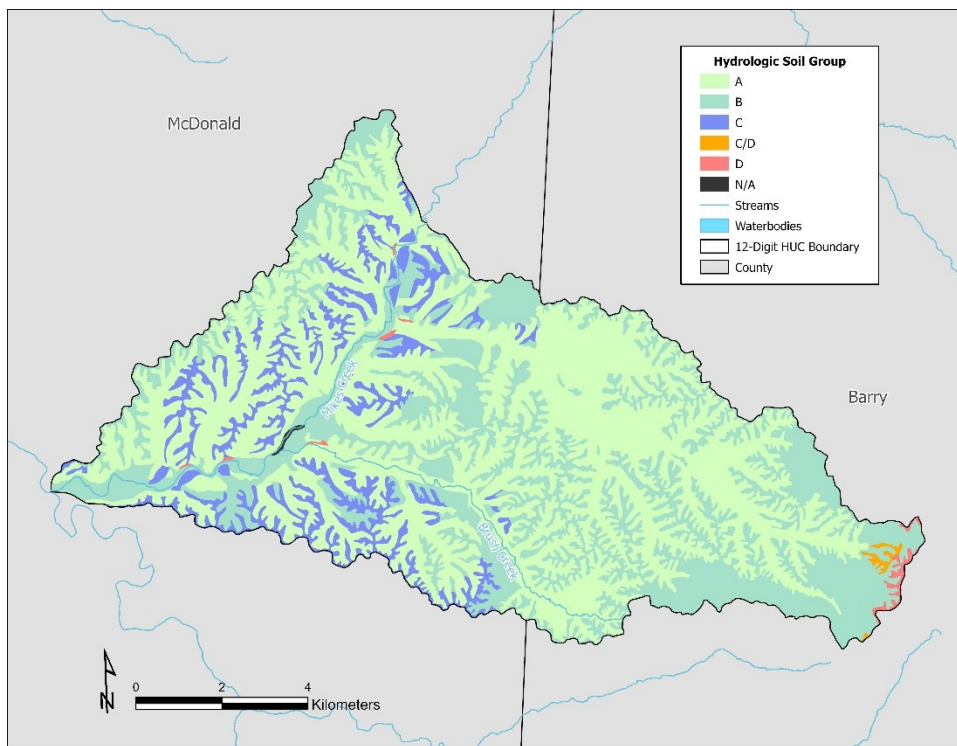 McDonald
Hydrologic Soil Group
A
B
C
C/D
D
N/A
Streams
Waterbodies
12-Digit HUC Boundary
County
Mikes Creek
Barry
Brush Creek
N
0 2 4
Kilometers